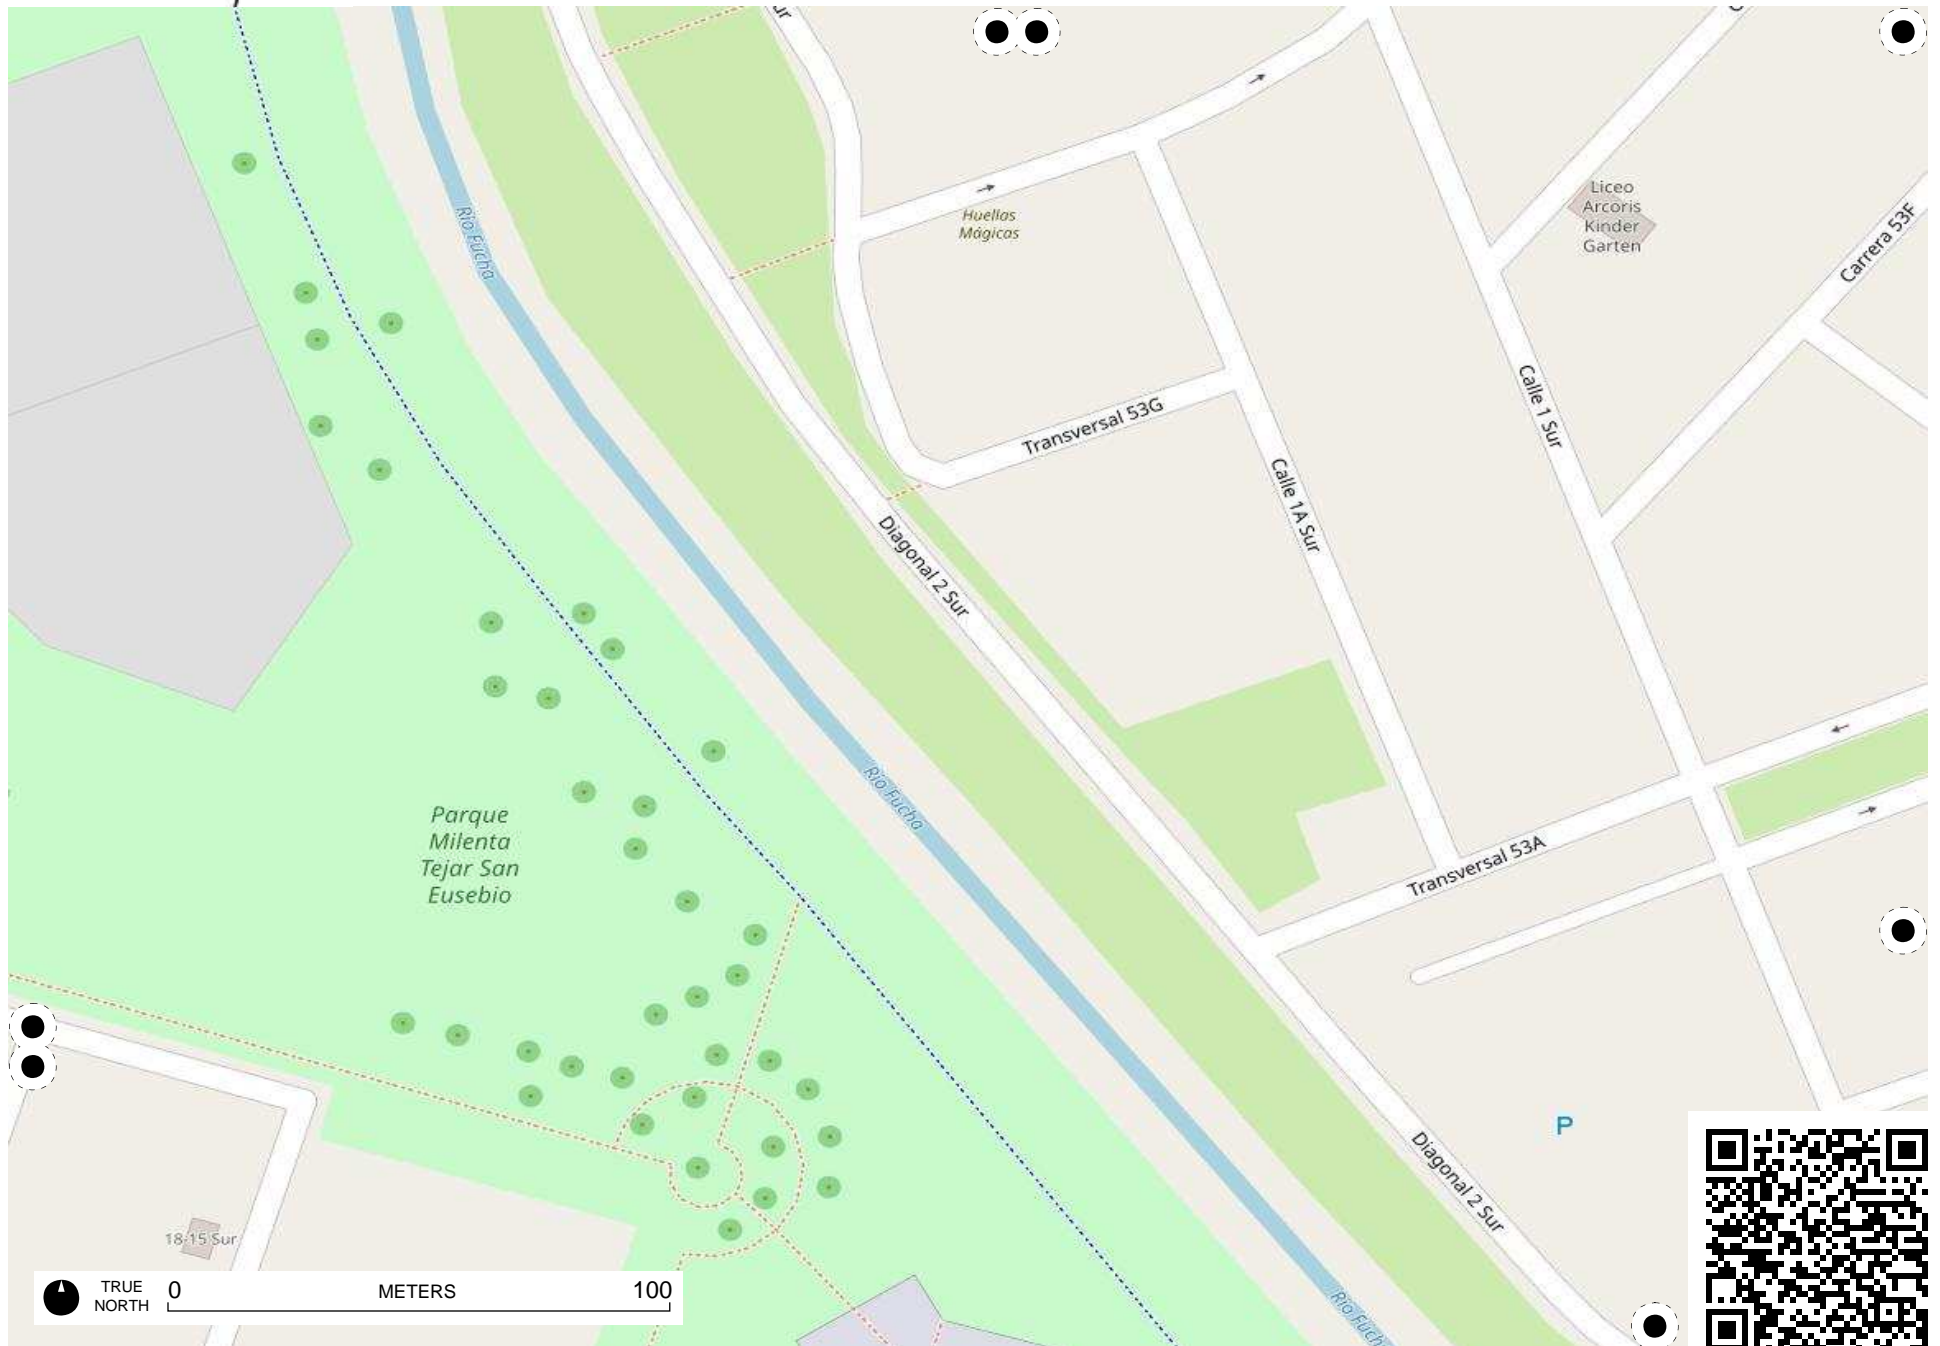 Huellas
Mágicas
Liceo
Arcoris
Kinder
Garten
Carrera 53F
Río Fucha
Transversal 53G
Calle 1 Sur
Calle 1A Sur
Diagonal 2 Sur
Río Fucha
Parque
Milenta
Tejar San
Eusebio
Transversal 53A
P
Diagonal 2 Sur
18-15 Sur
Río Fuch
TRUE
NORTH
0 METERS 100